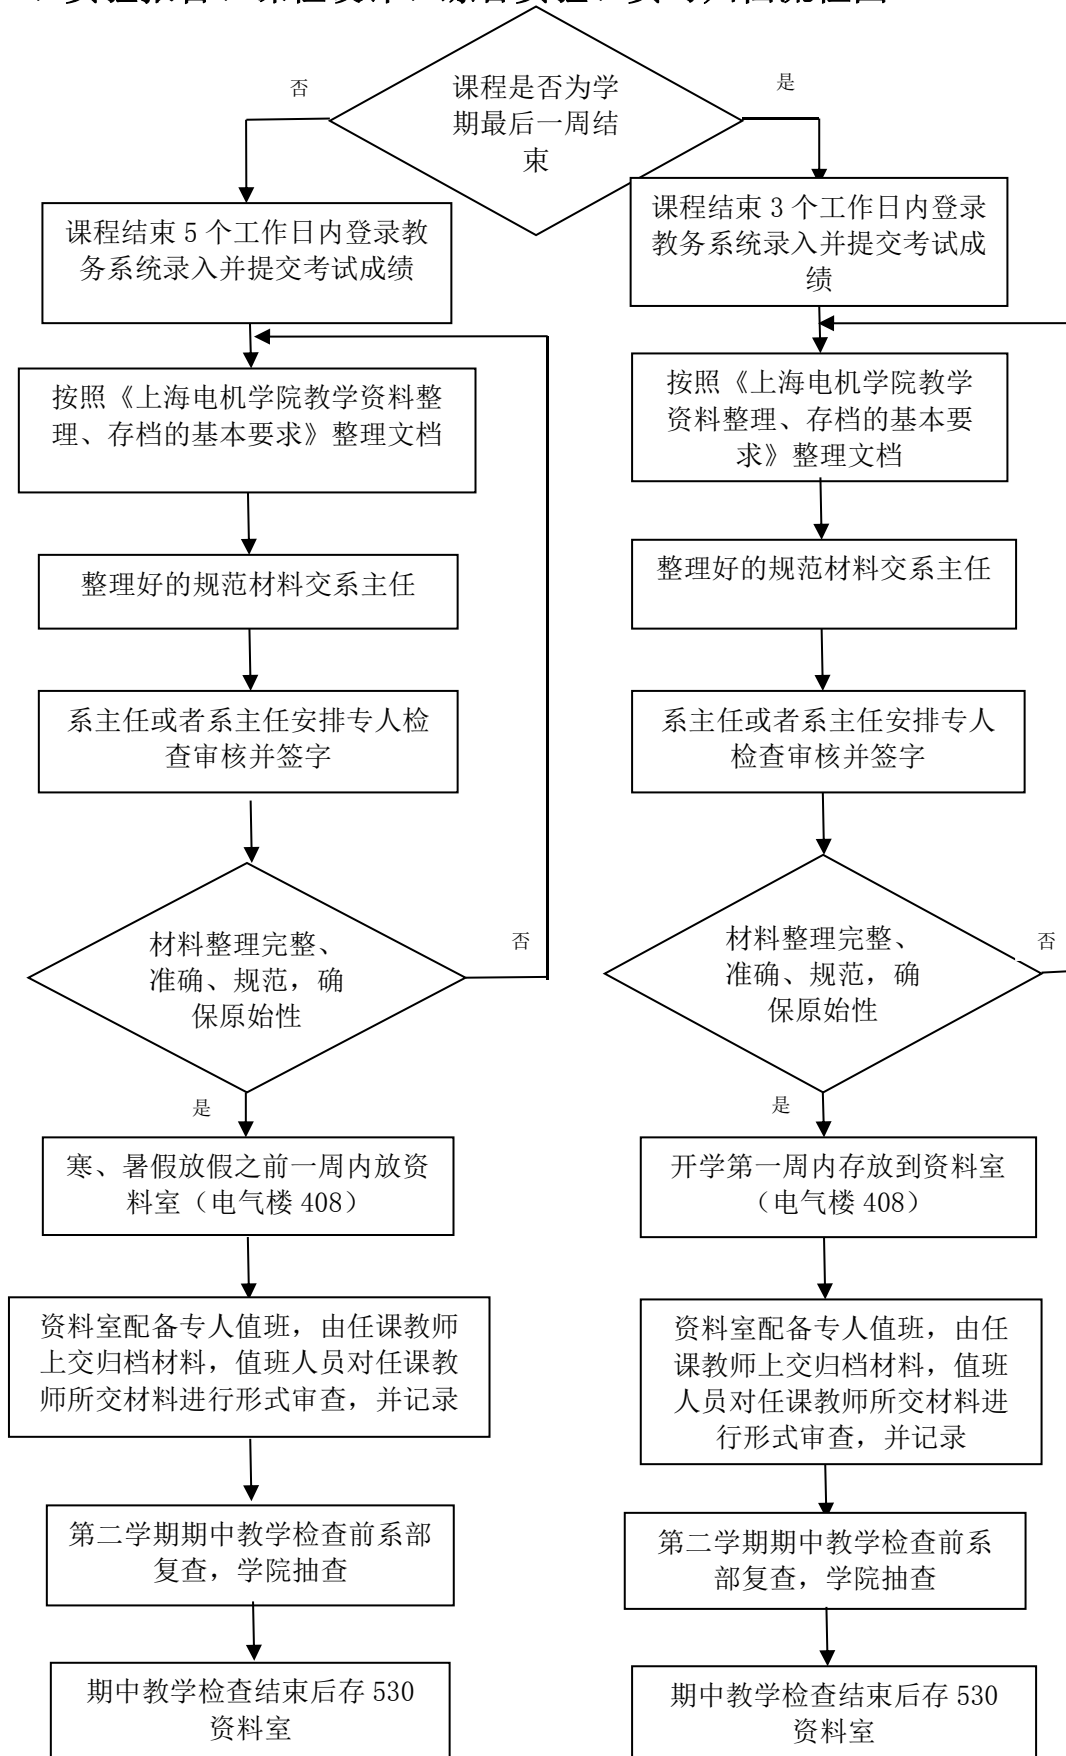 否
课程是否为学
期最后一周结
束
是
课程结束 5 个工作日内登录教
务系统录入并提交考试成绩
按照《上海电机学院教学资料整
理、存档的基本要求》整理文档
整理好的规范材料交系主任
系主任或者系主任安排专人检
查审核并签字
材料整理完整、
准确、规范，确
保原始性
否
是
寒、暑假放假之前一周内放资
料室（电气楼 408）
资料室配备专人值班，由任课教师
上交归档材料，值班人员对任课教
师所交材料进行形式审查，并记录
第二学期期中教学检查前系部
复查，学院抽查
期中教学检查结束后存 530
资料室
课程结束 3 个工作日内登录
教务系统录入并提交考试成
绩
按照《上海电机学院教学
资料整理、存档的基本要
求》整理文档
整理好的规范材料交系主任
系主任或者系主任安排专人
检查审核并签字
材料整理完整、
准确、规范，确
保原始性
否
是
开学第一周内存放到资料室
（电气楼 408）
资料室配备专人值班，由任
课教师上交归档材料，值班
人员对任课教师所交材料进
行形式审查，并记录
第二学期期中教学检查前系
部复查，学院抽查
期中教学检查结束后存 530
资料室